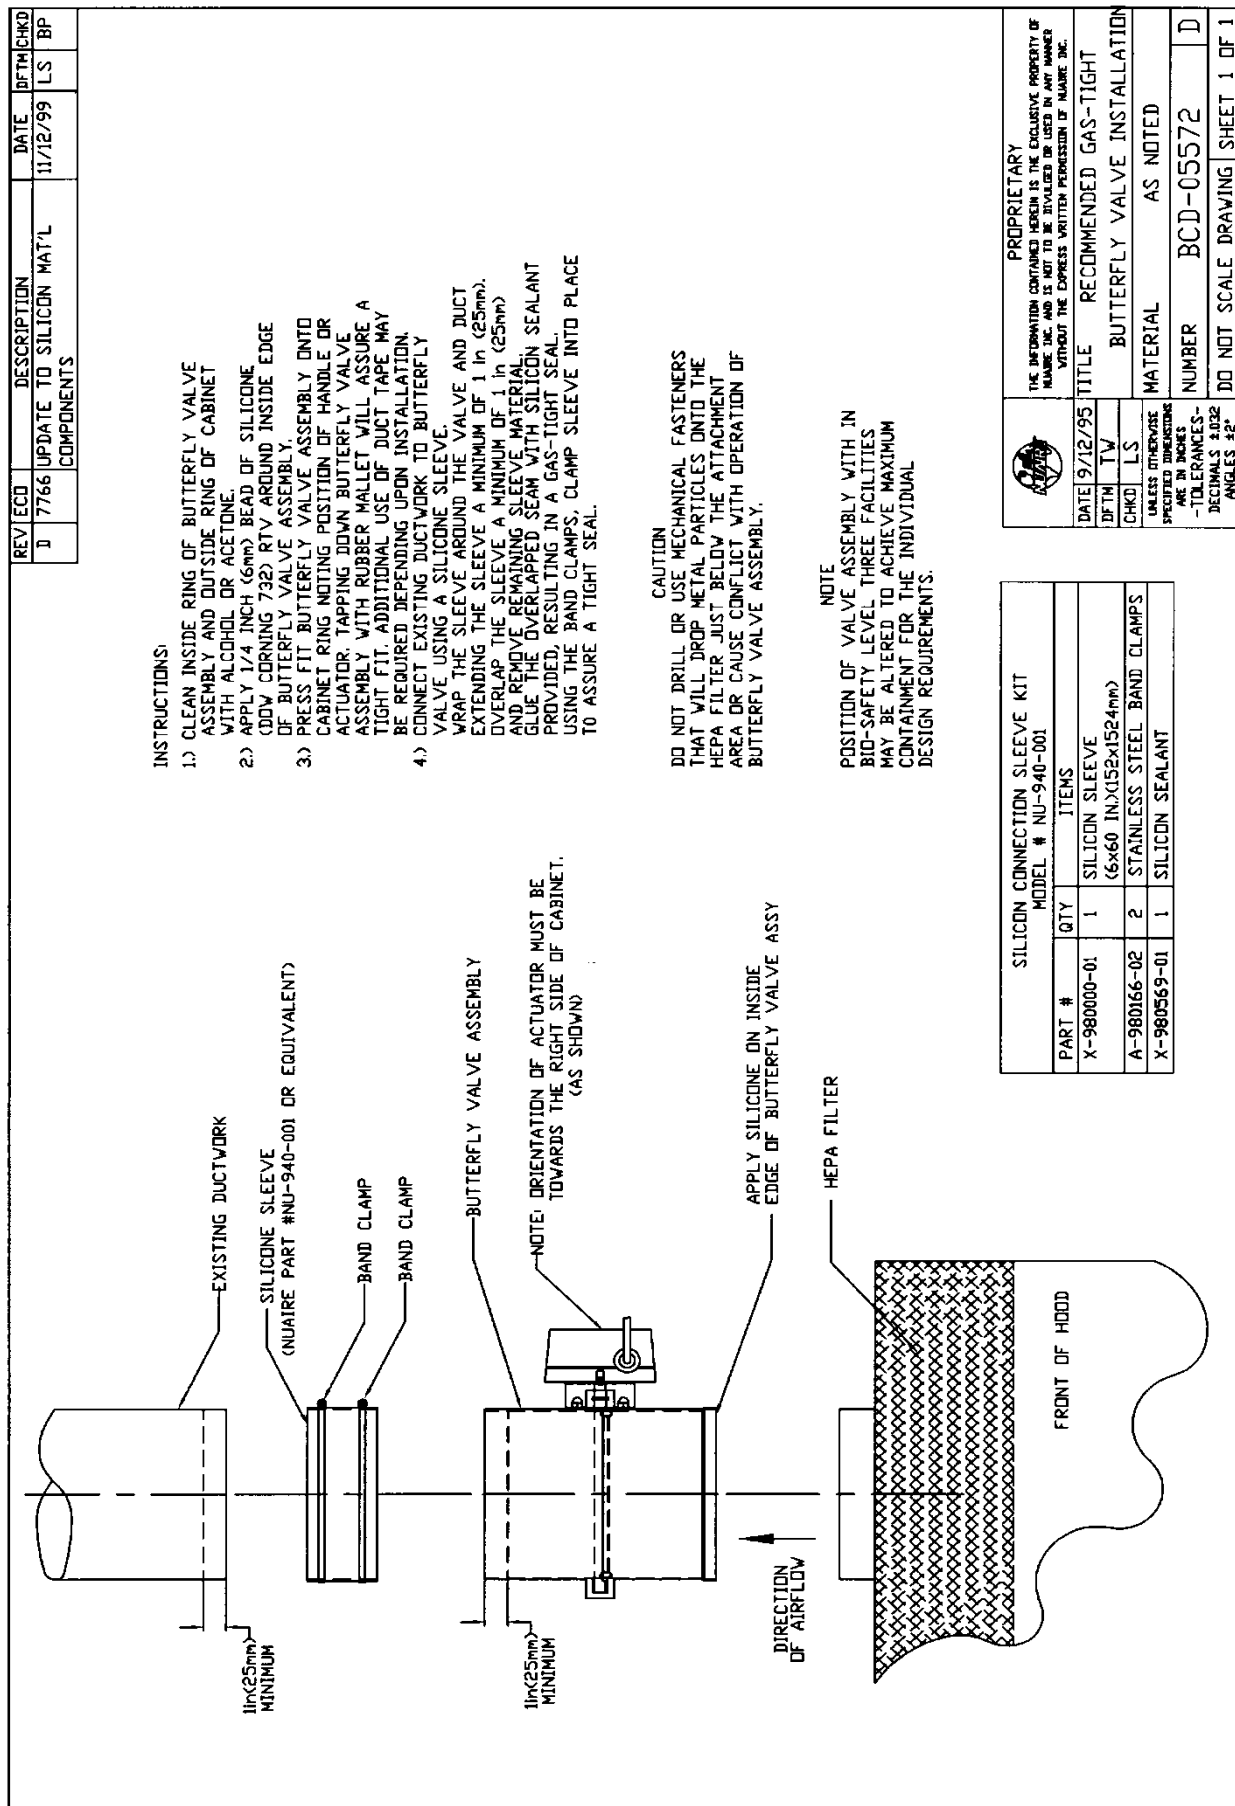 REV ECO DESCRIPTION DATE DFTM CHKD
D 7766 UPDATE TO SILICON MAT'L 11/12/99 LS BP
COMPONENTS
INSTRUCTIONS:
1.) CLEAN INSIDE RING OF BUTTERFLY VALVE
ASSEMBLY AND OUTSIDE RING OF CABINET
WITH ALCOHOL OR ACETONE.
2.) APPLY 1/4 INCH (6mm) BEAD OF SILICONE
(DOW CORNING 732) RTV AROUND INSIDE EDGE
OF BUTTERFLY VALVE ASSEMBLY.
3.) PRESS FIT BUTTERFLY VALVE ASSEMBLY ONTO
CABINET RING NOTING POSITION OF HANDLE OR
ACTUATOR. TAPPING DOWN BUTTERFLY VALVE
ASSEMBLY WITH RUBBER MALLET WILL ASSURE A
TIGHT FIT. ADDITIONAL USE OF DUCT TAPE MAY
BE REQUIRED DEPENDING UPON INSTALLATION.
4.) CONNECT EXISTING DUCTWORK TO BUTTERFLY
VALVE USING A SILICONE SLEEVE.
WRAP THE SLEEVE AROUND THE VALVE AND DUCT
EXTENDING THE SLEEVE A MINIMUM OF 1 in (25mm).
OVERLAP THE SLEEVE A MINIMUM OF 1 in (25mm)
AND REMOVE REMAINING SLEEVE MATERIAL.
GLUE THE OVERLAPPED SEAM WITH SILICON SEALANT
PROVIDED, RESULTING IN A GAS-TIGHT SEAL.
USING THE BAND CLAMPS, CLAMP SLEEVE INTO PLACE
TO ASSURE A TIGHT SEAL.
CAUTION
DO NOT DRILL OR USE MECHANICAL FASTENERS
THAT WILL DROP METAL PARTICLES ONTO THE
HEPA FILTER JUST BELOW THE ATTACHMENT
AREA OR CAUSE CONFLICT WITH OPERATION OF
BUTTERFLY VALVE ASSEMBLY.
NOTE
POSITION OF VALVE ASSEMBLY WITH IN
BIO-SAFETY LEVEL THREE FACILITIES
MAY BE ALTERED TO ACHIEVE MAXIMUM
CONTAINMENT FOR THE INDIVIDUAL
DESIGN REQUIREMENTS.
EXISTING DUCTWORK
SILICONE SLEEVE
(NUAIRE PART #NU-940-001 OR EQUIVALENT)
BAND CLAMP
BAND CLAMP
BUTTERFLY VALVE ASSEMBLY
NOTE: ORIENTATION OF ACTUATOR MUST BE
TOWARDS THE RIGHT SIDE OF CABINET.
(AS SHOWN)
APPLY SILICONE ON INSIDE
EDGE OF BUTTERFLY VALVE ASSY
HEPA FILTER
1in(25mm)
MINIMUM
1in(25mm)
MINIMUM
DIRECTION
OF AIRFLOW
FRONT OF HOOD
SILICON CONNECTION SLEEVE KIT
MODEL # NU-940-001
PART # QTY ITEMS
X-980000-01 1 SILICON SLEEVE
(6x60 IN.)(152x1524mm)
A-980166-02 2 STAINLESS STEEL BAND CLAMPS
X-980569-01 1 SILICON SEALANT
PROPRIETARY
THE INFORMATION CONTAINED HEREIN IS THE EXCLUSIVE PROPERTY OF
NUAIRE INC. AND IS NOT TO BE DIVULGED OR USED IN ANY MANNER
WITHOUT THE EXPRESS WRITTEN PERMISSION OF NUAIRE INC.
DATE 9/12/95 TITLE RECOMMENDED GAS-TIGHT
DFTM TW BUTTERFLY VALVE INSTALLATION
CHKD LS
MATERIAL AS NOTED
UNLESS OTHERWISE
SPECIFIED DIMENSIONS
ARE IN INCHES
-TOLERANCES-
DECIMALS ±.032
ANGLES ±2°
NUMBER BCD-05572 D
DO NOT SCALE DRAWING SHEET 1 OF 1